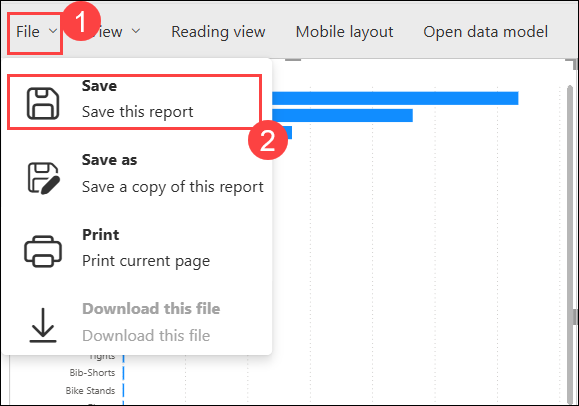 File
1
iew
Reading view
Mobile layout
Open data model
Save
Save this report
2
Save as
Save a copy of this report
Print
Print current page
Download this file
Download this file
Tights
Bib-Shorts
Bike Stands